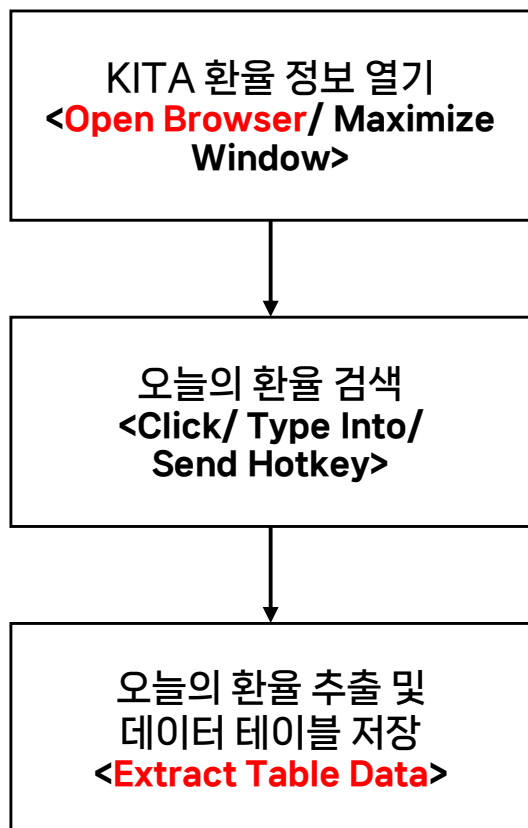 KITA 환율 정보 열기
<Open Browser/ Maximize
Window>
오늘의 환율 검색
<Click/ Type Into/
Send Hotkey>
오늘의 환율 추출 및
데이터 테이블 저장
<Extract Table Data>